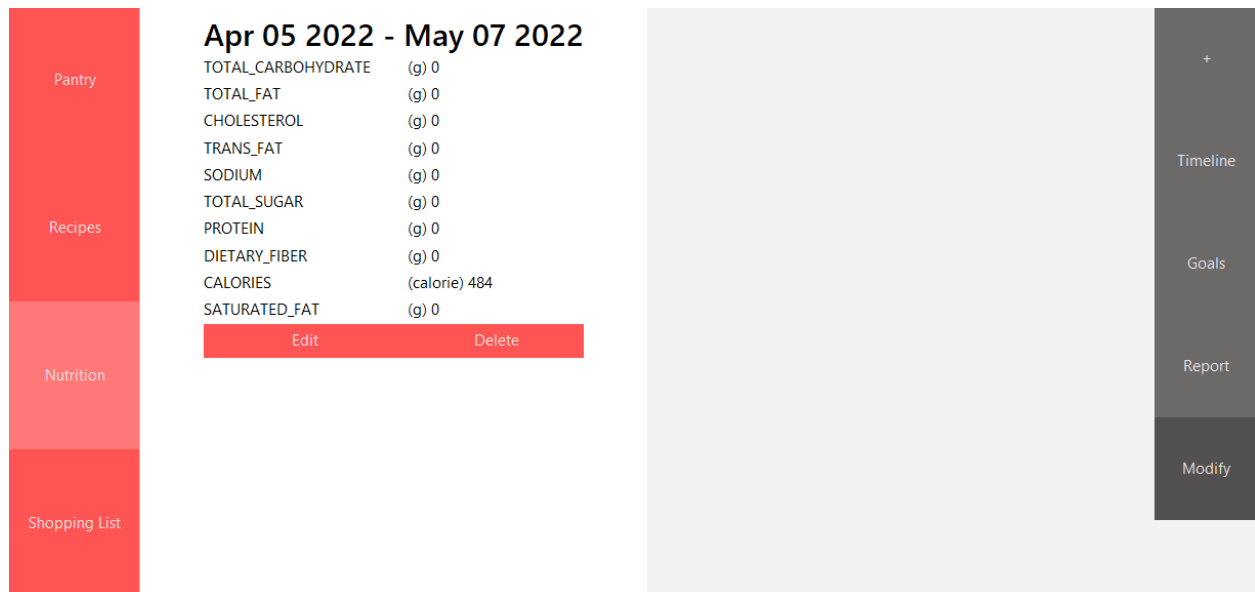 Pantry
Recipes
Nutrition
Shopping List
Apr 05 2022 - May 07 2022
TOTAL_CARBOHYDRATE (g) 0
TOTAL_FAT (g) 0
CHOLESTEROL (g) 0
TRANS_FAT (g) 0
SODIUM (g) 0
TOTAL_SUGAR (g) 0
PROTEIN (g) 0
DIETARY_FIBER (g) 0
CALORIES (calorie) 484
SATURATED_FAT (g) 0
Edit Delete
+
Timeline
Goals
Report
Modify